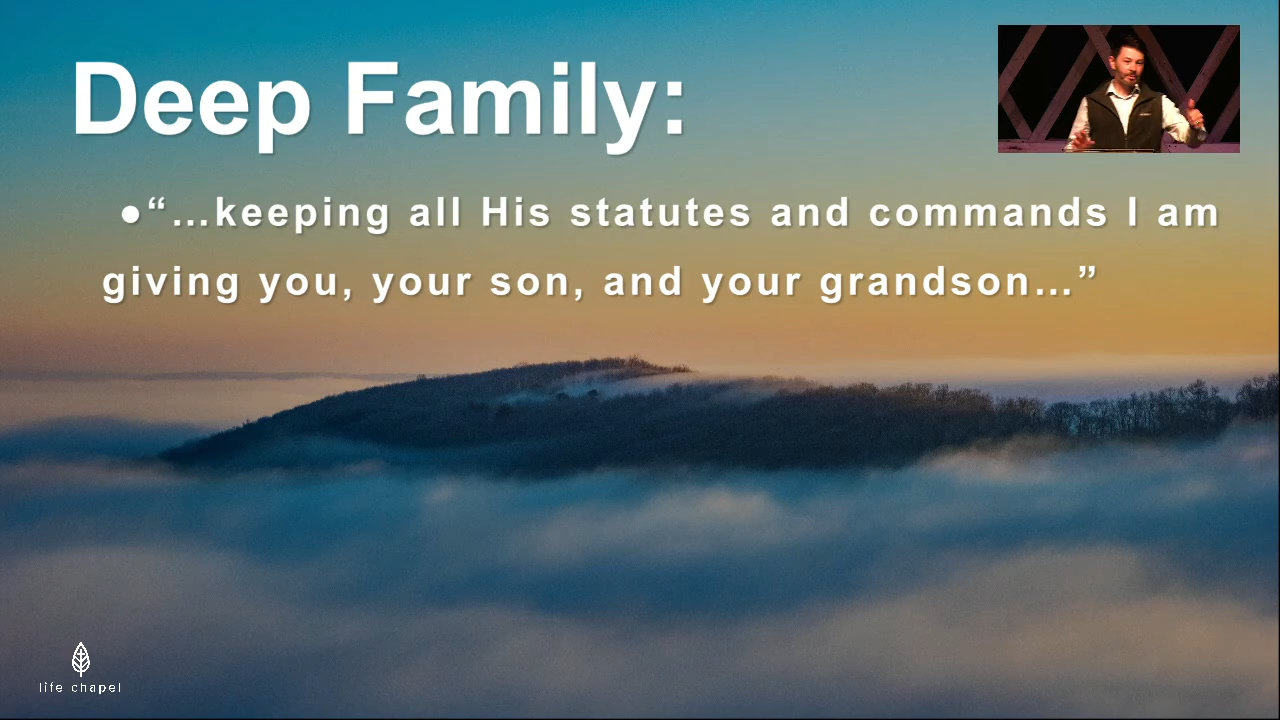 Deep Family:
●“...keeping all His statutes and commands I am
giving you, your son, and your grandson...”
life chapel